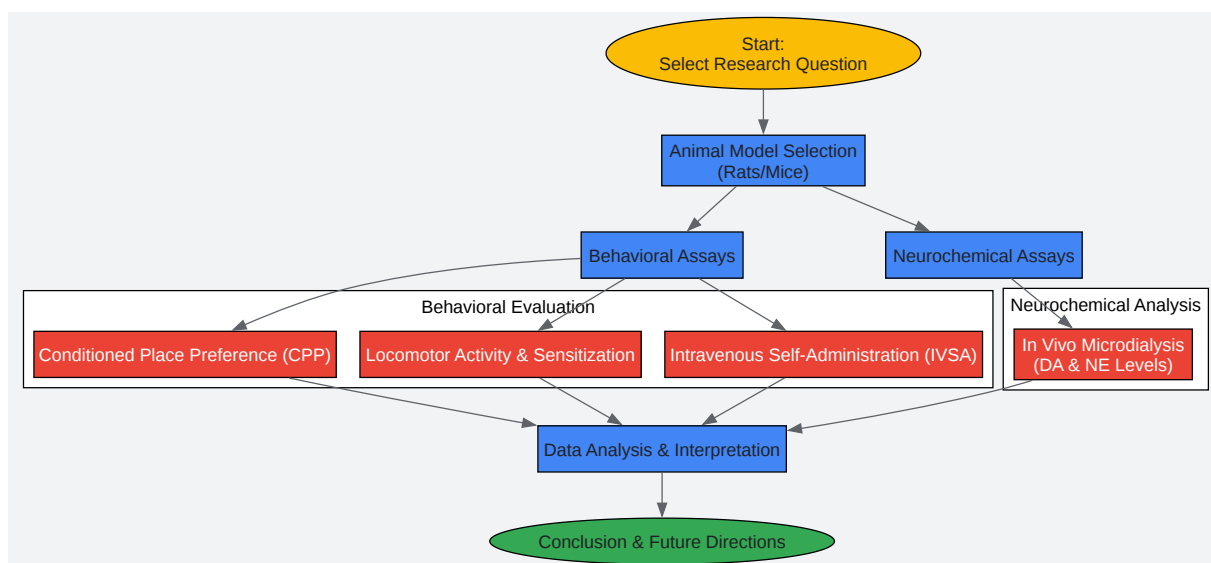 Start:
Select Research Question
Animal Model Selection
(Rats/Mice)
Behavioral Assays
Neurochemical Assays
Behavioral Evaluation
Neurochemical Analysis
Conditioned Place Preference (CPP)
Locomotor Activity & Sensitization
Intravenous Self-Administration (IVSA)
In Vivo Microdialysis
(DA & NE Levels)
Data Analysis & Interpretation
Conclusion & Future Directions